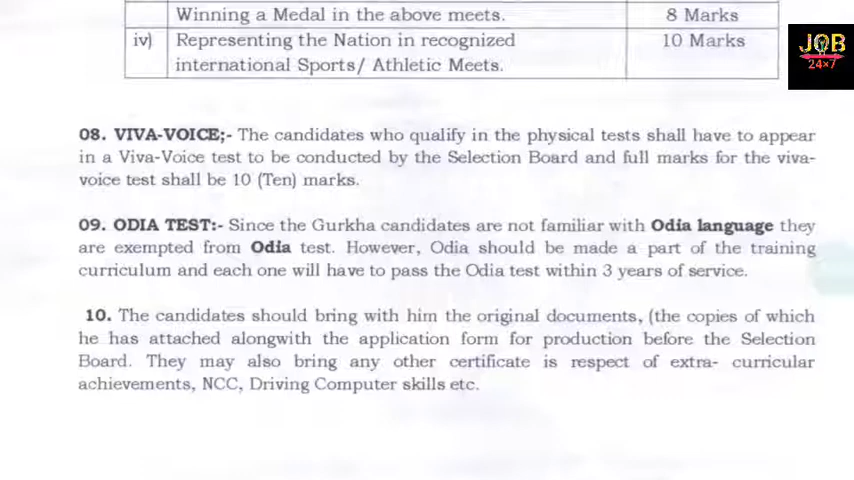 Winning a Medal in the above meets. 8 Marks
iv) Representing the Nation in recognized 10 Marks
international Sports/ Athletic Meets.
JOB
24×7
08. VIVA-VOICE;- The candidates who qualify in the physical tests shall have to appear
in a Viva-Voice test to be conducted by the Selection Board and full marks for the viva-
voice test shall be 10 (Ten) marks.
09. ODIA TEST:- Since the Gurkha candidates are not familiar with Odia language they
are exempted from Odia test. However, Odia should be made a part of the training
curriculum and each one will have to pass the Odia test within 3 years of service.
10. The candidates should bring with him the original documents, (the copies of which
he has attached alongwith the application form for production before the Selection
Board. They may also bring any other certificate is respect of extra- curricular
achievements, NCC, Driving Computer skills etc.